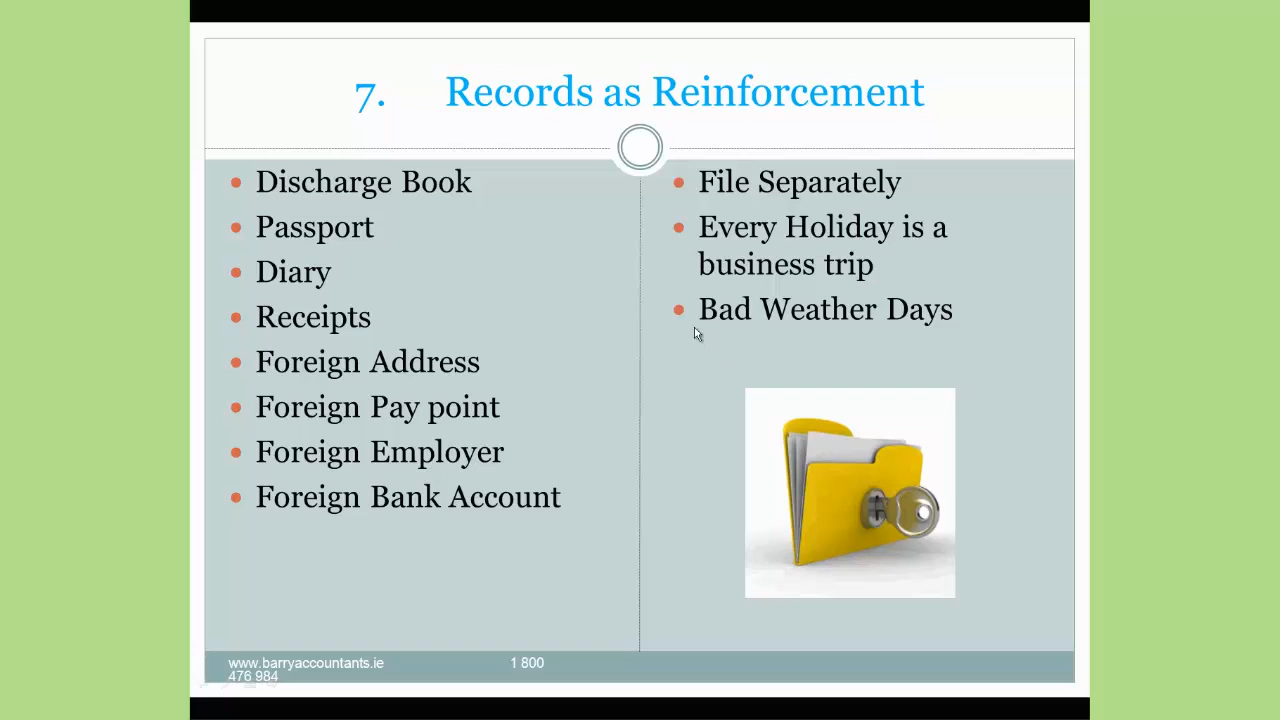 7. Records as Reinforcement
Discharge Book
Passport
Diary
Receipts
Foreign Address
Foreign Pay point
Foreign Employer
Foreign Bank Account
File Separately
Every Holiday is a
business trip
Bad Weather Days
www.barryaccountants.ie 1 800
476 984